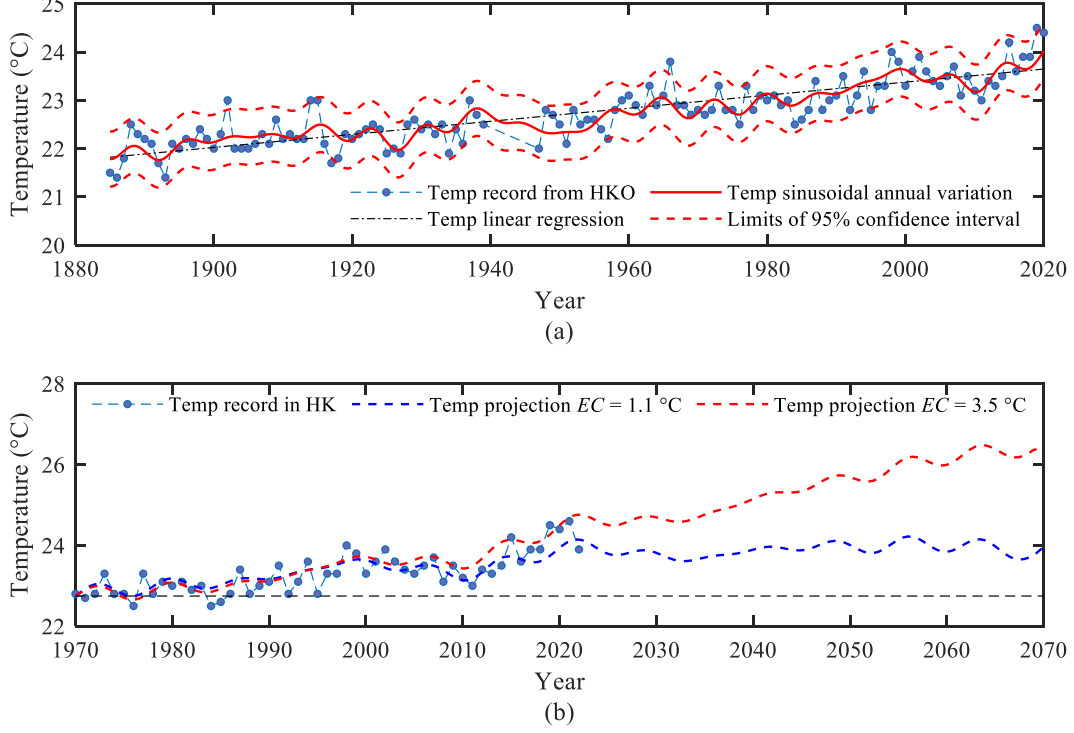 25
24
23
22
21
20
Temperature (°C)
Temp record from HKO
Temp sinusoidal annual variation
Temp linear regression
Limits of 95% confidence interval
1880 1900 1920 1940 1960 1980 2000 2020
Year
(a)
28
26
24
22
Temperature (°C)
Temp record in HK
Temp projection EC = 1.1 °C
Temp projection EC = 3.5 °C
1970 1980 1990 2000 2010 2020 2030 2040 2050 2060 2070
Year
(b)